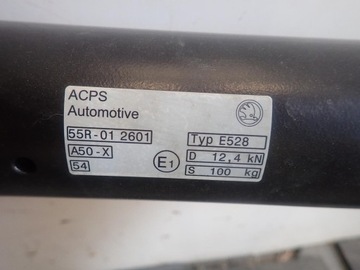 ACPS
Automotive
55R-01 2601
Typ E528
A50-X
E1
D 12,4 kN
54
S 100 kg